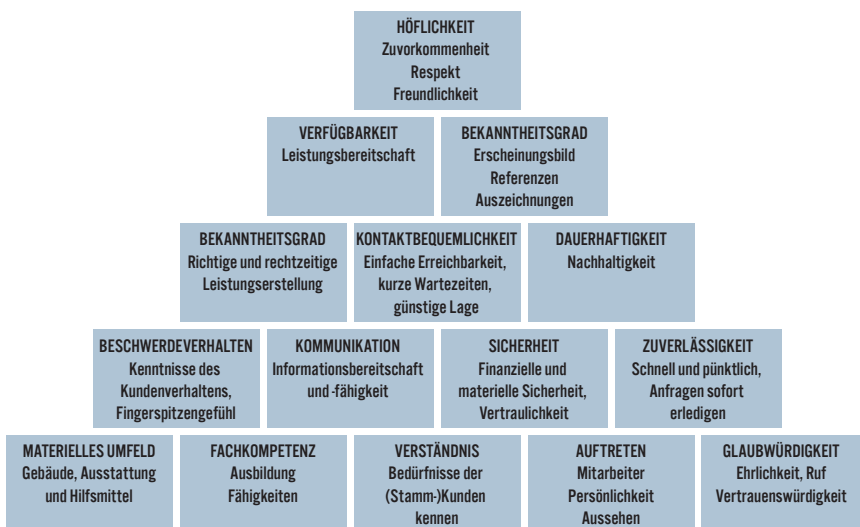 HÖFLICHKEIT
Zuvorkommenheit
Respekt
Freundlichkeit
VERFÜGBARKEIT
Leistungsbereitschaft
BEKANNTHEITSGRAD
Erscheinungsbild
Referenzen
Auszeichnungen
BEKANNTHEITSGRAD
Richtige und rechtzeitige
Leistungserstellung
KONTAKTBEQUEMLICHKEIT
Einfache Erreichbarkeit,
kurze Wartezeiten,
günstige Lage
DAUERHAFTIGKEIT
Nachhaltigkeit
BESCHWERDEVERHALTEN
Kenntnisse des
Kundenverhaltens,
Fingerspitzengefühl
KOMMUNIKATION
Informationsbereitschaft
und -fähigkeit
SICHERHEIT
Finanzielle und
materielle Sicherheit,
Vertraulichkeit
ZUVERLÄSSIGKEIT
Schnell und pünktlich,
Anfragen sofort
erledigen
MATERIELLES UMFELD
Gebäude, Ausstattung
und Hilfsmittel
FACHKOMPETENZ
Ausbildung
Fähigkeiten
VERSTÄNDNIS
Bedürfnisse der
(Stamm-)Kunden
kennen
AUFTRETEN
Mitarbeiter
Persönlichkeit
Aussehen
GLAUBWÜRDIGKEIT
Ehrlichkeit, Ruf
Vertrauenswürdigkeit